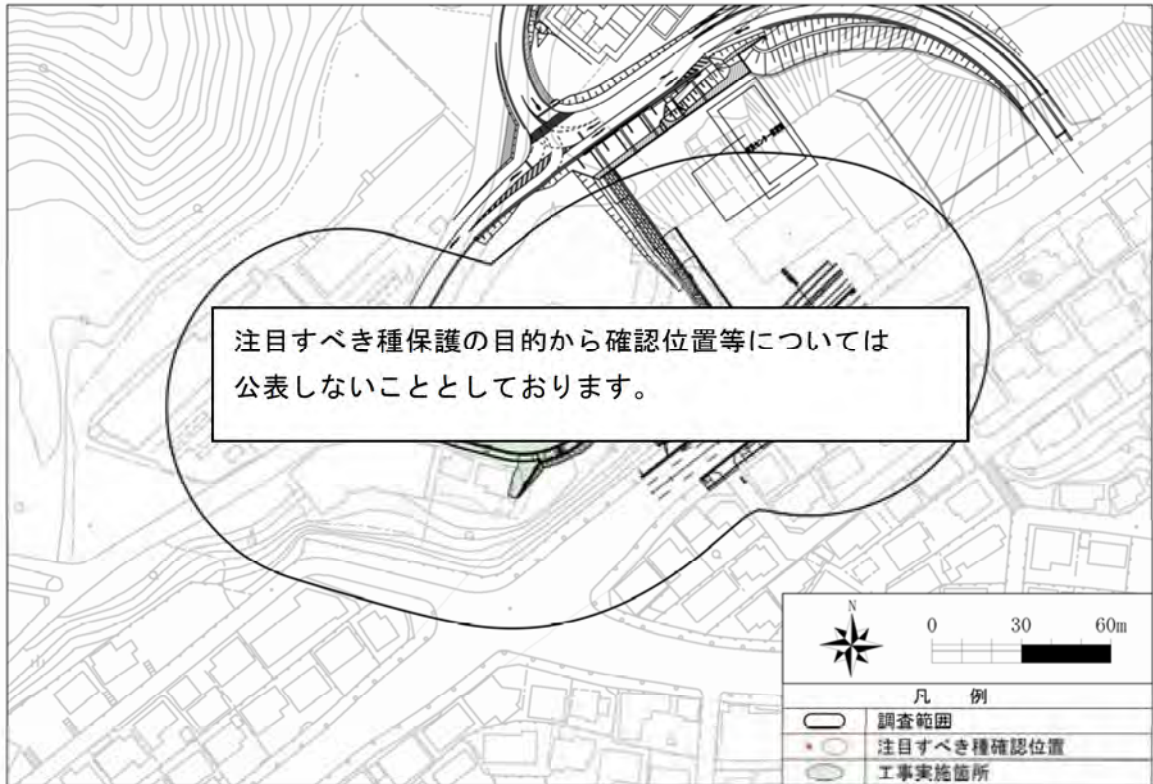 注目すべき種保護の目的から確認位置等については
公表しないこととしております。
N
0 30 60m
凡 例
調査範囲
注目すべき種確認位置
工事実施箇所